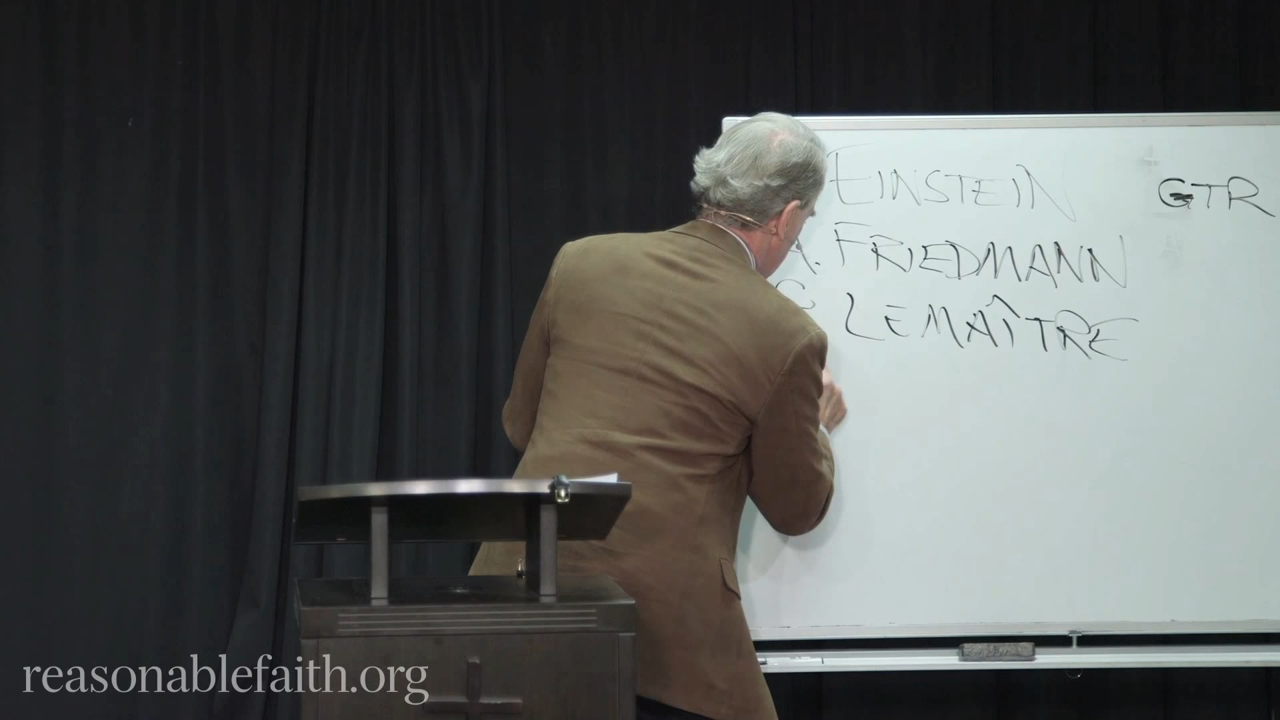 EINSTEIN GTR
A. FRIEDMANN
G LEMAÎTRE
reasonablefaith.org